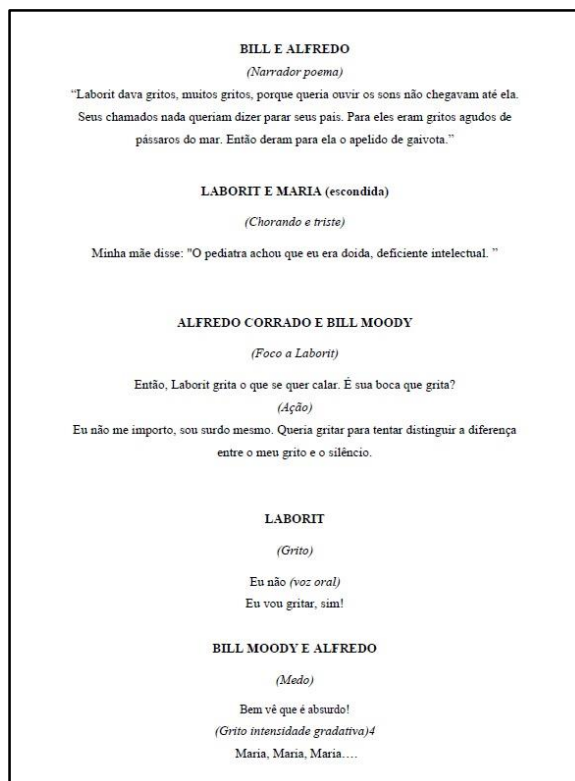 BILL E ALFREDO
(Narrador poema)
“Laborit dava gritos, muitos gritos, porque queria ouvir os sons não chegavam até ela.
Seus chamados nada queriam dizer parar seus pais. Para eles eram gritos agudos de
pássaros do mar. Então deram para ela o apelido de gaivota.”
LABORIT E MARIA (escondida)
(Chorando e triste)
Minha mãe disse: "O pediatra achou que eu era doida, deficiente intelectual. ”
ALFREDO CORRADO E BILL MOODY
(Foco a Laborit)
Então, Laborit grita o que se quer calar. É sua boca que grita?
(Ação)
Eu não me importo, sou surdo mesmo. Queria gritar para tentar distinguir a diferença
entre o meu grito e o silêncio.
LABORIT
(Grito)
Eu não (voz oral)
Eu vou gritar, sim!
BILL MOODY E ALFREDO
(Medo)
Bem vê que é absurdo!
(Grito intensidade gradativa)4
Maria, Maria, Maria….